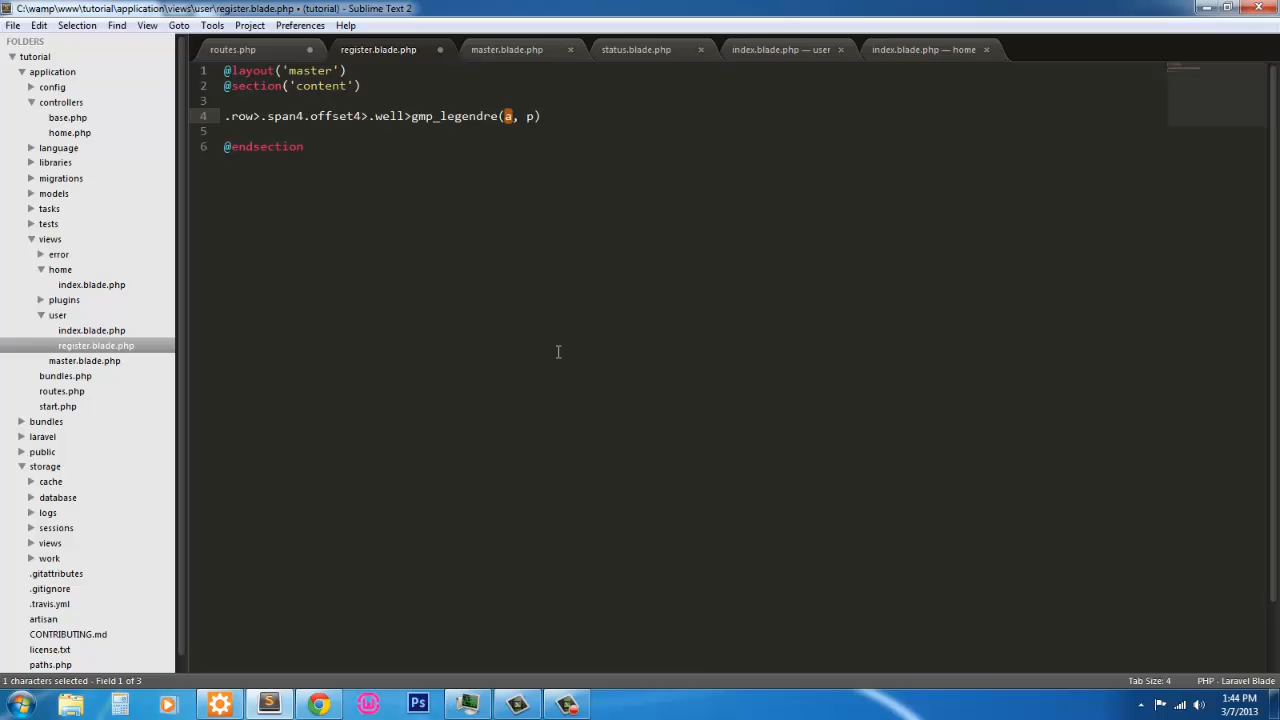 C:\wamp\www\tutorial\application\views\user\register.blade.php • (tutorial) - Sublime Text 2
File Edit Selection Find View Goto Tools Project Preferences Help
FOLDERS
tutorial
application
config
controllers
base.php
home.php
language
libraries
migrations
models
tasks
tests
views
error
home
index.blade.php
plugins
user
index.blade.php
register.blade.php
master.blade.php
bundles.php
routes.php
start.php
bundles
laravel
public
storage
cache
database
logs
sessions
views
work
.gitattributes
.gitignore
.travis.yml
artisan
CONTRIBUTING.md
license.txt
paths.php
routes.php register.blade.php master.blade.php status.blade.php index.blade.php — user index.blade.php — home
1 @layout('master')
2 @section('content')
3
4 .row>.span4.offset4>.well>gmp_legendre(a, p)
5
6 @endsection
1 characters selected - Field 1 of 3 Tab Size: 4 PHP - Laravel Blade
S Ps 1:44 PM
3/7/2013